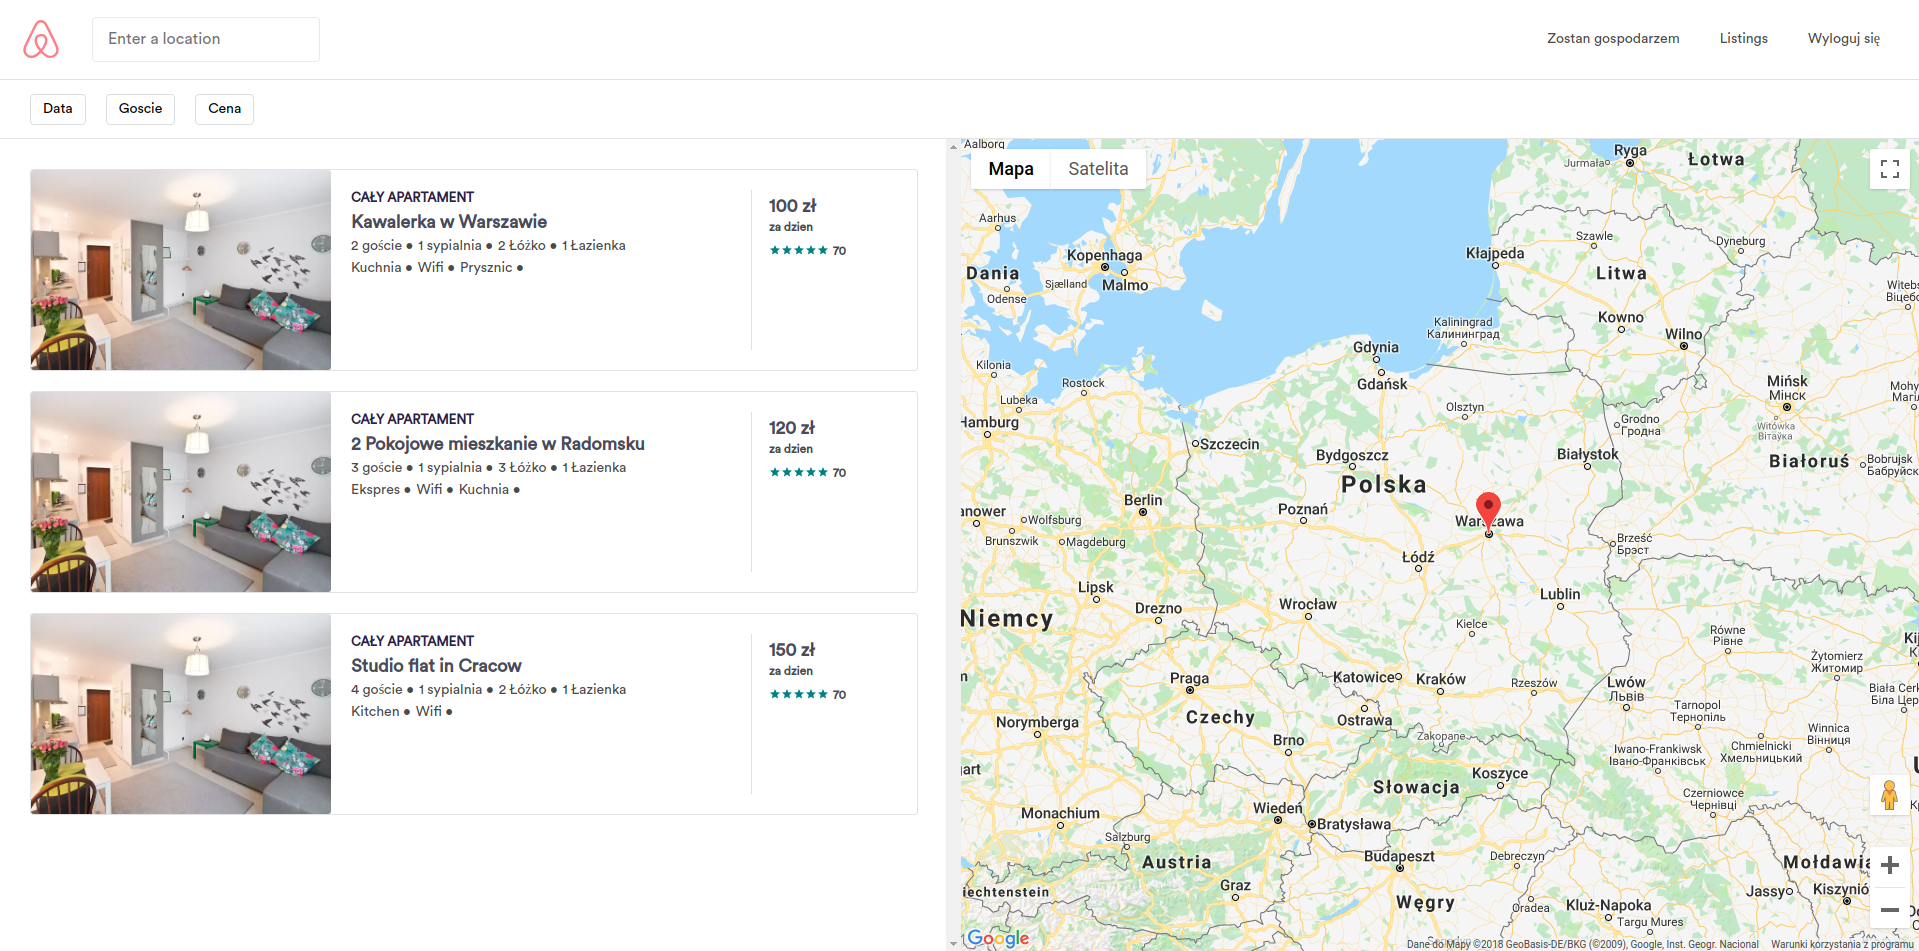 Enter a location
Zostan gospodarzem
Listings
Wyloguj się
Data
Goscie
Cena
CAŁY APARTAMENT
Kawalerka w Warszawie
2 goście • 1 sypialnia • 2 Łóżko • 1 Łazienka
Kuchnia • Wifi • Prysznic •
100 zł
za dzien
★★★★★ 70
CAŁY APARTAMENT
2 Pokojowe mieszkanie w Radomsku
3 goście • 1 sypialnia • 3 Łóżko • 1 Łazienka
Ekspres • Wifi • Kuchnia •
120 zł
za dzien
★★★★★ 70
CAŁY APARTAMENT
Studio flat in Cracow
4 goście • 1 sypialnia • 2 Łóżko • 1 Łazienka
Kitchen • Wifi •
150 zł
za dzien
★★★★★ 70
Aalborg
Mapa
Satelita
Ryga
Jurmala
Łotwa
Aarhus
Szawle
Dyneburg
Kopenhaga
Kłajpeda
Dania
Litwa
Sjælland
Malmo
Odense
Kowno
Kaliningrad
Калининград
Wilno
Gdynia
Kilonia
Rostock
Gdańsk
Mińsk
Мінск
Lubeka
Olsztyn
Hamburg
Grodno
Гродна
Witówka
Вітаўка
Szczecin
Bydgoszcz
Białystok
Białoruś
Bobrujsk
Бабруйск
Polska
Berlin
Poznań
Wolfsburg
Warszawa
Brunszwik
Magdeburg
Brześć
Брэст
Łódź
Lipsk
Lublin
Drezno
Wrocław
Niemcy
Kielce
Równe
Рівне
Żytomierz
Житомир
Praga
Katowice
Kraków
Rzeszów
Lwów
Львів
Tarnopol
Тернопіль
Czechy
Norymberga
Ostrawa
Winnica
Вінниця
Brno
Zakopane
Iwano-Frankiwsk
Івано-Франківськ
Chmielnicki
Хмельницький
Koszyce
Słowacja
Czerniowce
Чернівці
Monachium
Wiedeń
Bratysława
Salzburg
Austria
Budapeszt
Debreczyn
Graz
Jassy
Węgry
Oradea
Kluż-Napoka
Targu Mures
Google
Dane do Mapy ©2018 GeoBasis-DE/BKG (©2009), Google, Inst. Geogr. Nacional
Warunki korzystania z programu